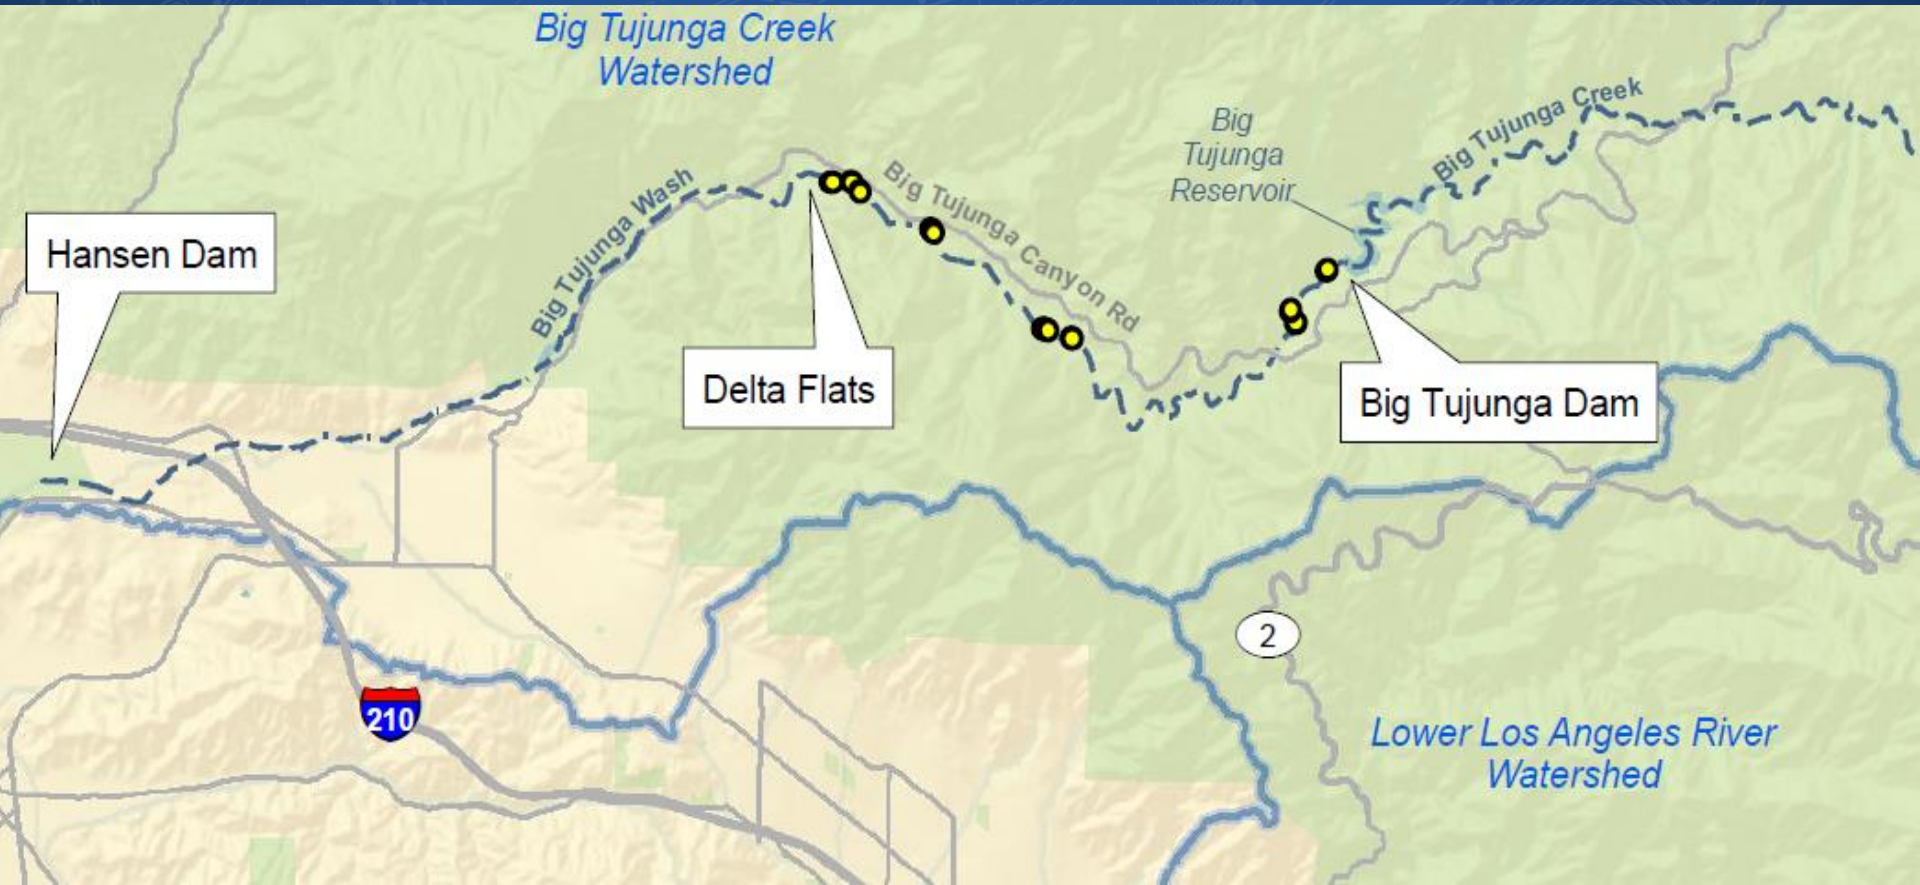 Big Tujunga Creek
Watershed
Big Tujunga Creek
Big
Tujunga
Reservoir
Big Tujunga Wash
Big Tujunga Canyon Rd
Hansen Dam
Delta Flats
Big Tujunga Dam
2
210
Lower Los Angeles River
Watershed